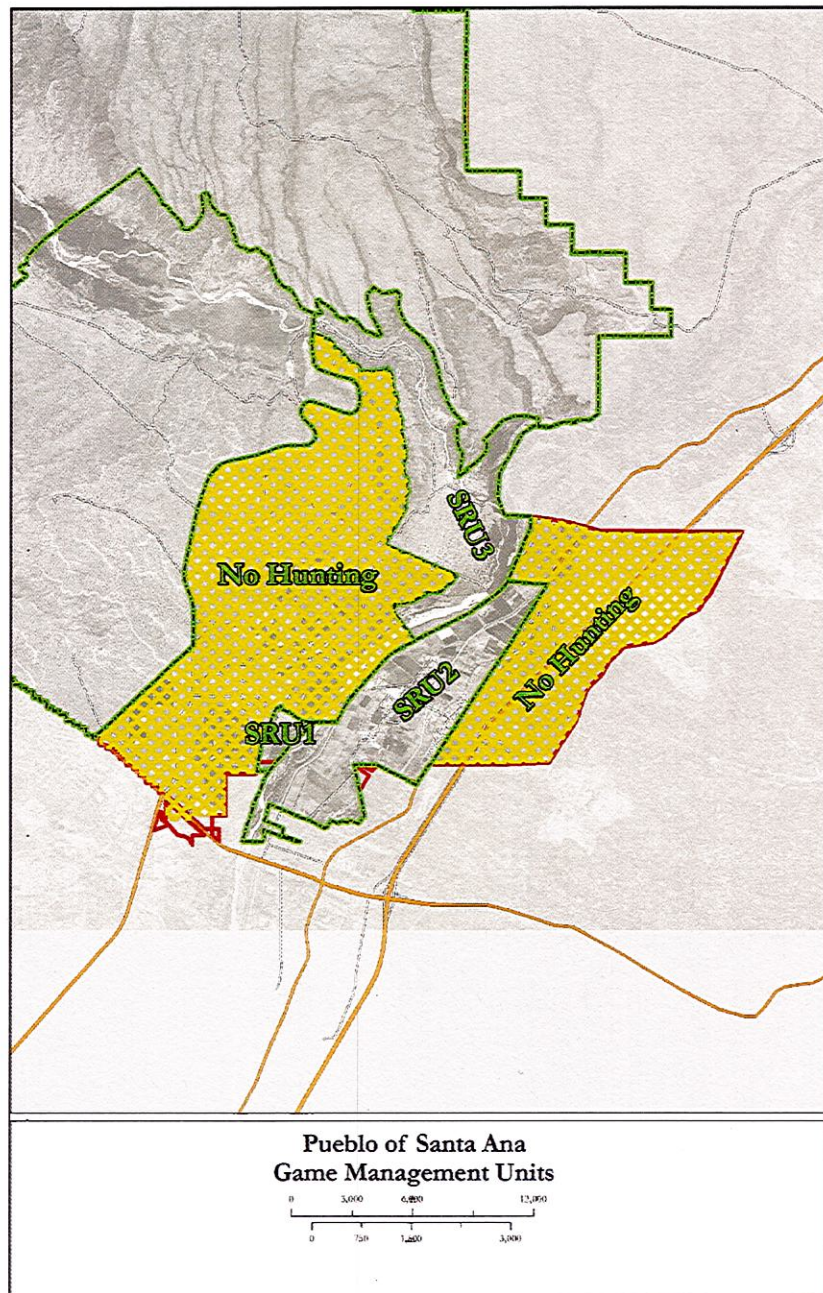 SRU3
No Hunting
No Hunting
SRU2
SRU1
Pueblo of Santa Ana
Game Management Units
0 3,000 6,000 12,000
0 750 1,500 3,000